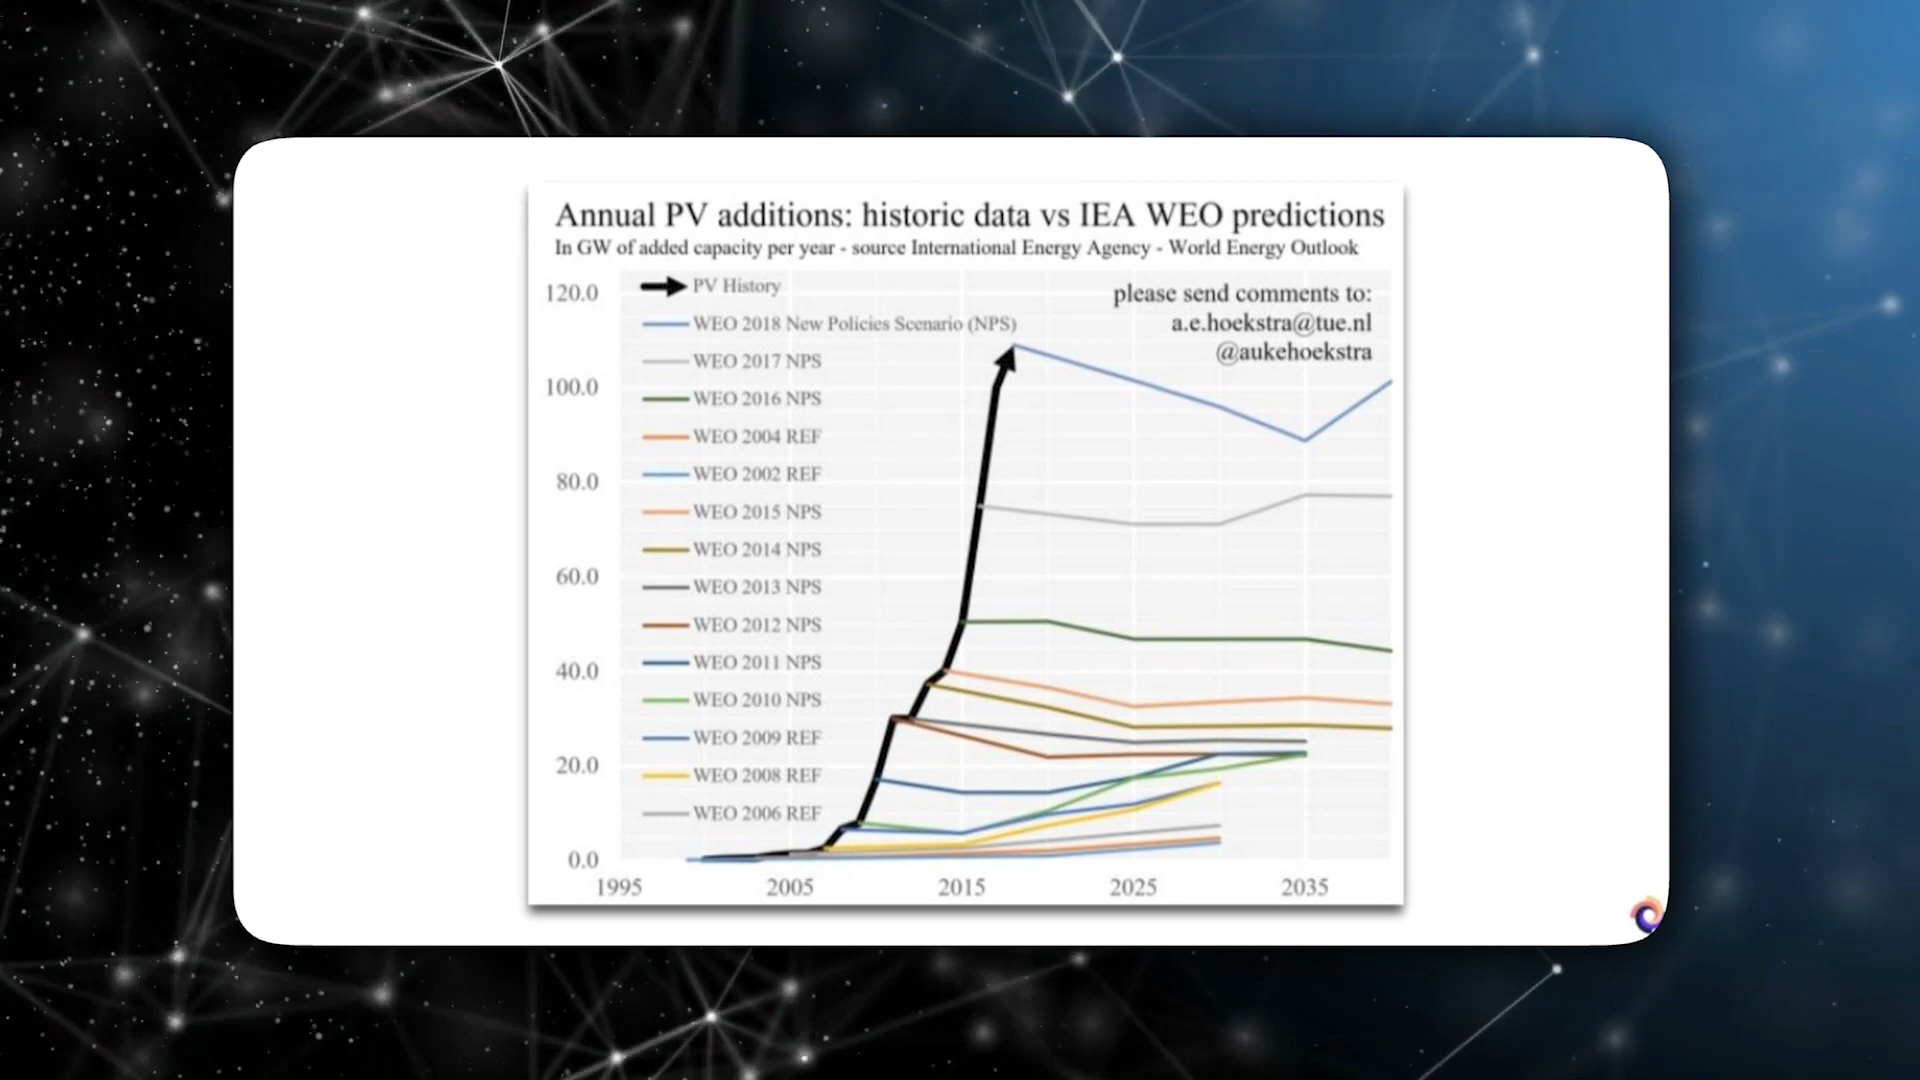 Annual PV additions: historic data vs IEA WEO predictions
In GW of added capacity per year - source International Energy Agency - World Energy Outlook
please send comments to:
a.e.hoekstra@tue.nl
@aukehoekstra
PV History
WEO 2018 New Policies Scenario (NPS)
WEO 2017 NPS
WEO 2016 NPS
WEO 2004 REF
WEO 2002 REF
WEO 2015 NPS
WEO 2014 NPS
WEO 2013 NPS
WEO 2012 NPS
WEO 2011 NPS
WEO 2010 NPS
WEO 2009 REF
WEO 2008 REF
WEO 2006 REF
120.0
100.0
80.0
60.0
40.0
20.0
0.0
1995 2005 2015 2025 2035